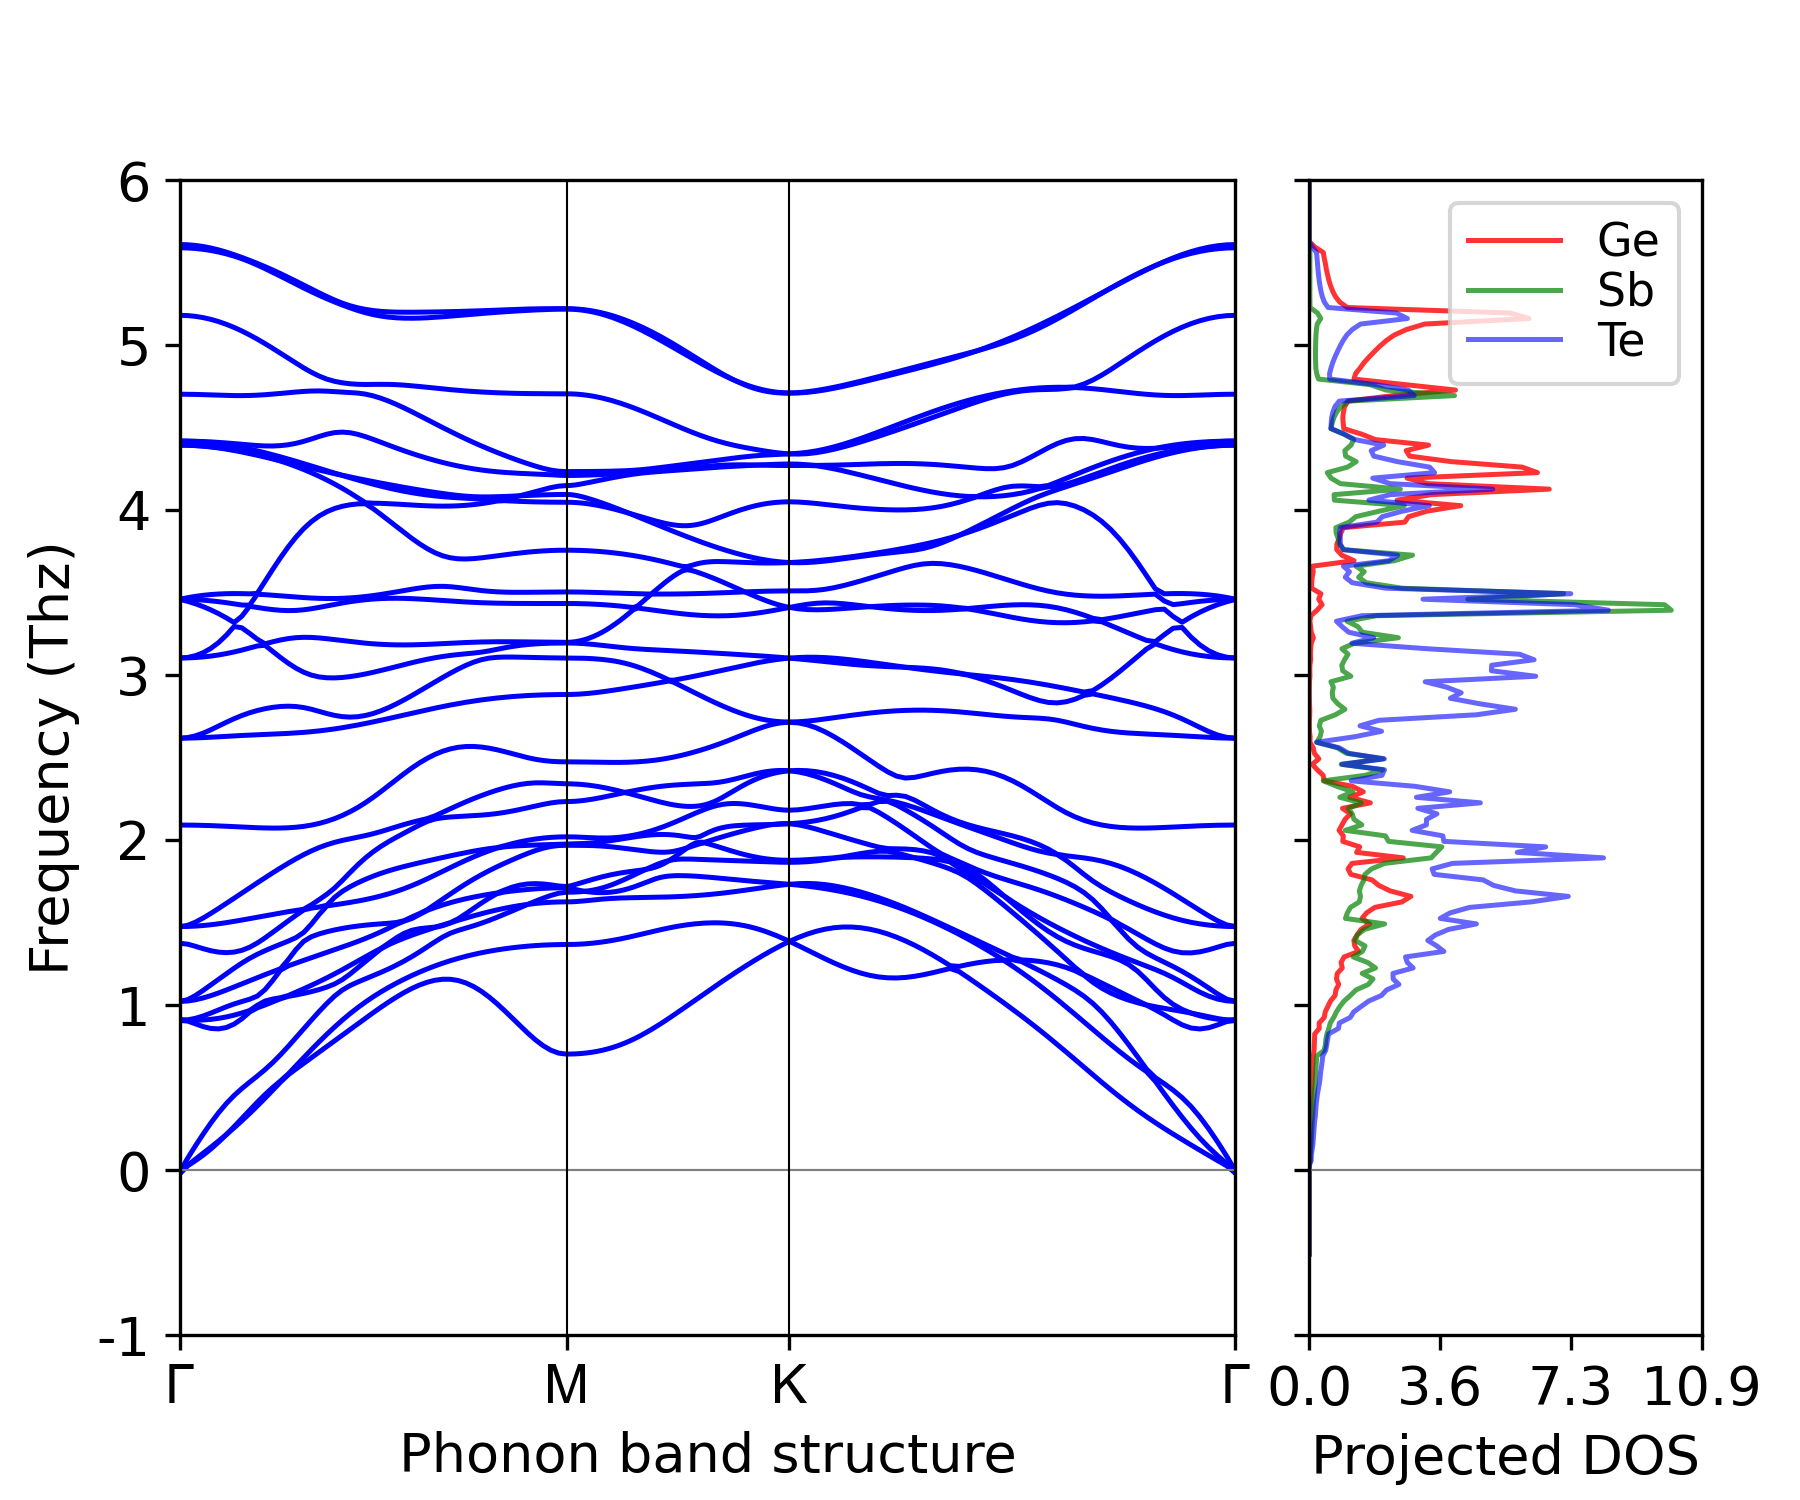 6
5
4
3
2
1
0
-1
Frequency (Thz)
Γ M K Γ
Phonon band structure
Ge
Sb
Te
0.0 3.6 7.3 10.9
Projected DOS